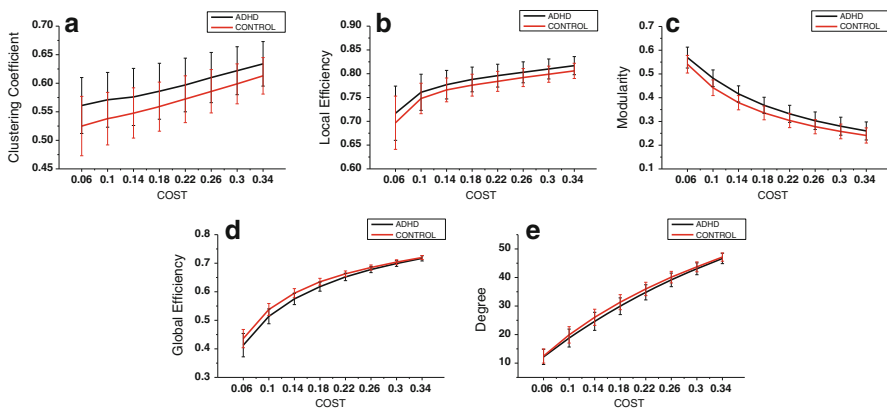 a
ADHD
CONTROL
Clustering Coefficient
0.70
0.65
0.60
0.55
0.50
0.45
0.06 0.1 0.14 0.18 0.22 0.26 0.3 0.34
COST
b
ADHD
CONTROL
Local Efficiency
0.90
0.85
0.80
0.75
0.70
0.65
0.60
0.06 0.1 0.14 0.18 0.22 0.26 0.3 0.34
COST
c
ADHD
CONTROL
Modularity
0.7
0.6
0.5
0.4
0.3
0.2
0.1
0.06 0.1 0.14 0.18 0.22 0.26 0.3 0.34
COST
d
ADHD
CONTROL
Global Efficiency
0.8
0.7
0.6
0.5
0.4
0.3
0.06 0.1 0.14 0.18 0.22 0.26 0.3 0.34
COST
e
ADHD
CONTROL
Degree
50
40
30
20
10
0.06 0.1 0.14 0.18 0.22 0.26 0.3 0.34
COST